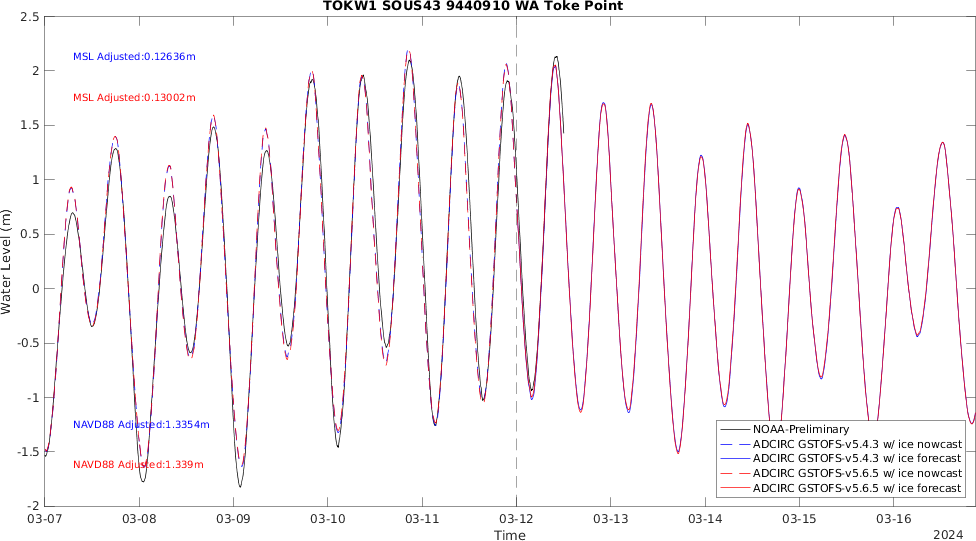 TOKW1 SOUS43 9440910 WA Toke Point
2.5
2
1.5
1
0.5
0
-0.5
-1
-1.5
-2
Water Level (m)
MSL Adjusted:0.12636m
MSL Adjusted:0.13002m
NAVD88 Adjusted:1.3354m
NAVD88 Adjusted:1.339m
NOAA-Preliminary
ADCIRC GSTOFS-v5.4.3 w/ ice nowcast
ADCIRC GSTOFS-v5.4.3 w/ ice forecast
ADCIRC GSTOFS-v5.6.5 w/ ice nowcast
ADCIRC GSTOFS-v5.6.5 w/ ice forecast
03-07 03-08 03-09 03-10 03-11 03-12 03-13 03-14 03-15 03-16
Time
2024